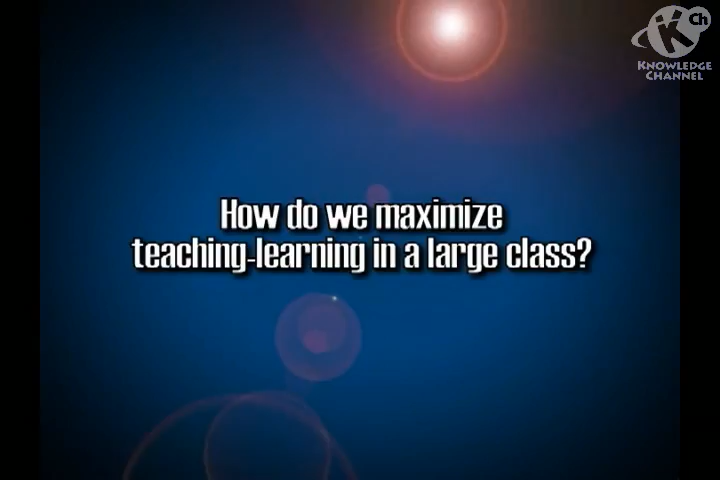 Ch
KNOWLEDGE
CHANNEL
How do we maximize
teaching-learning in a large class?